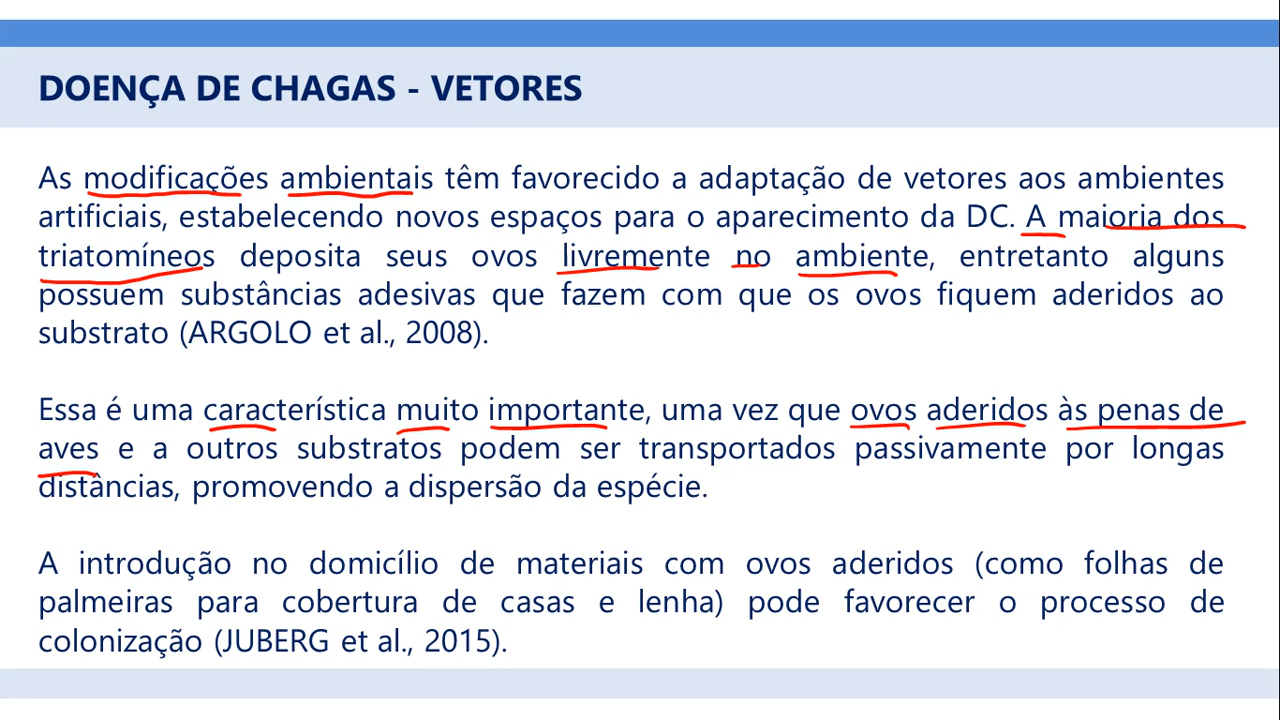 DOENÇA DE CHAGAS - VETORES
As modificações ambientais têm favorecido a adaptação de vetores aos ambientes
artificiais, estabelecendo novos espaços para o aparecimento da DC. A maioria dos
triatomíneos deposita seus ovos livremente no ambiente, entretanto alguns
possuem substâncias adesivas que fazem com que os ovos fiquem aderidos ao
substrato (ARGOLO et al., 2008).
Essa é uma característica muito importante, uma vez que ovos aderidos às penas de
aves e a outros substratos podem ser transportados passivamente por longas
distâncias, promovendo a dispersão da espécie.
A introdução no domicílio de materiais com ovos aderidos (como folhas de
palmeiras para cobertura de casas e lenha) pode favorecer o processo de
colonização (JUBERG et al., 2015).